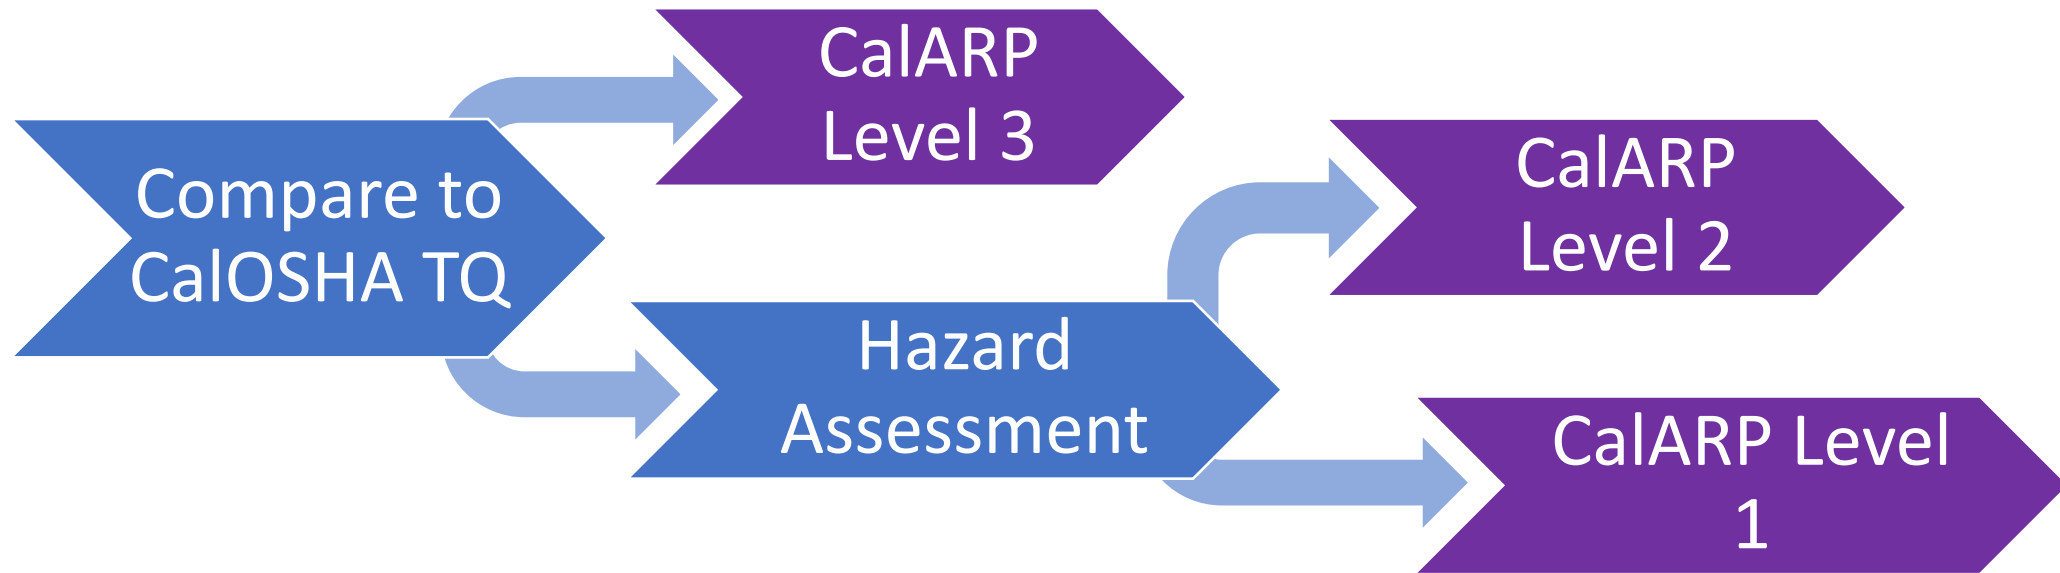 Compare to
CalOSHA TQ
CalARP
Level 3
Hazard
Assessment
CalARP
Level 2
CalARP Level
1